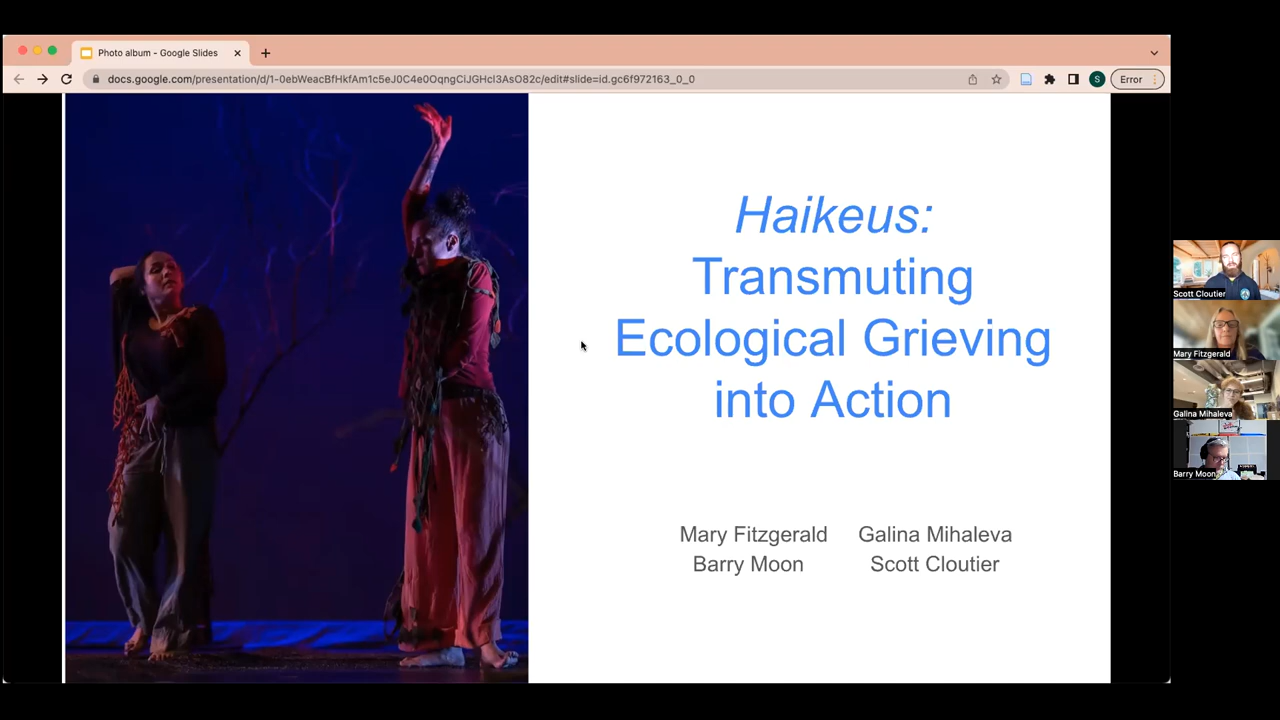 Photo album - Google Slides
docs.google.com/presentation/d/1-0ebWeacBfHkfAm1c5eJ0C4e0OqngCiJGHcI3AsO82c/edit#slide=id.gc6f972163_0_0
S
Error
Haikeus:
Transmuting
Ecological Grieving
into Action
Mary Fitzgerald Galina Mihaleva
Barry Moon Scott Cloutier
Scott Cloutier
Mary Fitzgerald
Galina Mihaleva
Barry Moon